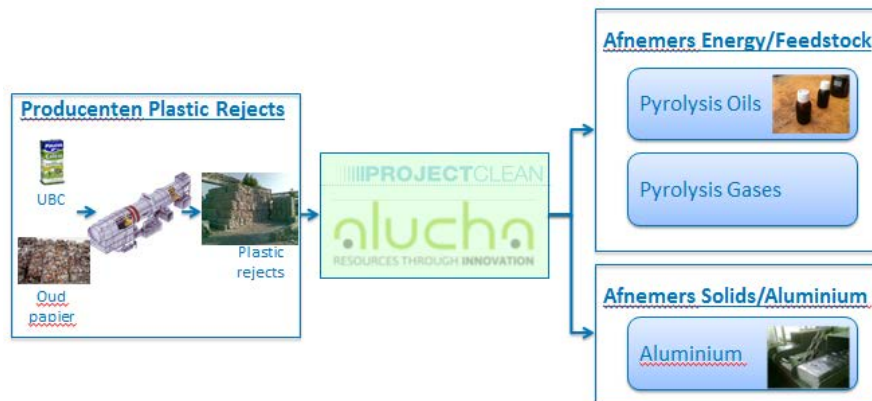 Producenten Plastic Rejects
UBC
Oud
papier
Plastic
rejects
PROJECTCLEAN
alucha
RESOURCES THROUGH INNOVATION
Afnemers Energy/Feedstock
Pyrolysis Oils
Pyrolysis Gases
Afnemers Solids/Aluminium
Aluminium